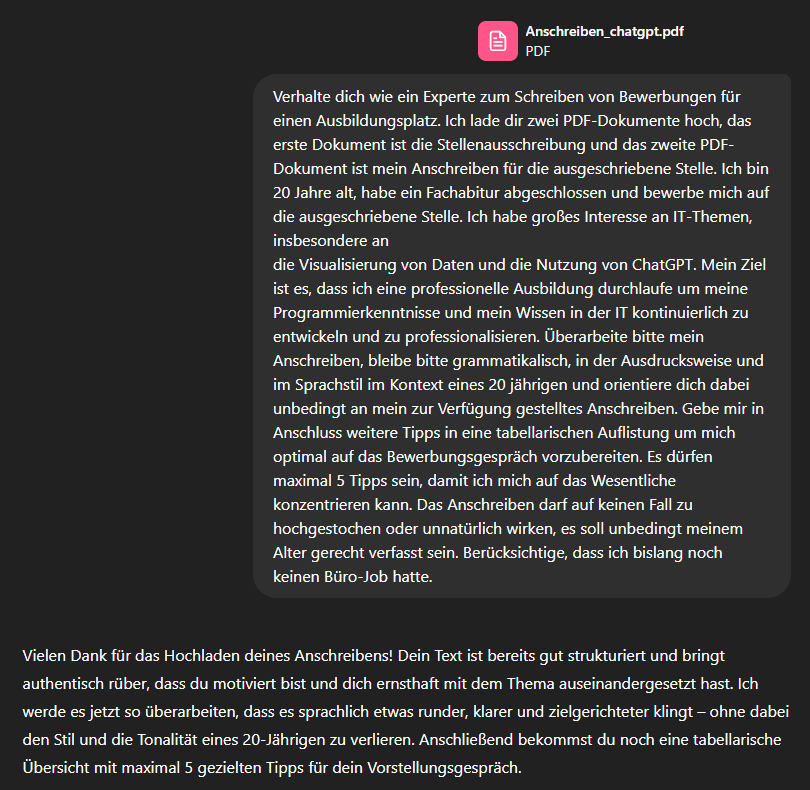 Anschreiben_chatgpt.pdf
PDF
Verhalte dich wie ein Experte zum Schreiben von Bewerbungen für
einen Ausbildungsplatz. Ich lade dir zwei PDF-Dokumente hoch, das
erste Dokument ist die Stellenausschreibung und das zweite PDF-
Dokument ist mein Anschreiben für die ausgeschriebene Stelle. Ich bin
20 Jahre alt, habe ein Fachabitur abgeschlossen und bewerbe mich auf
die ausgeschriebene Stelle. Ich habe großes Interesse an IT-Themen,
insbesondere an
die Visualisierung von Daten und die Nutzung von ChatGPT. Mein Ziel
ist es, dass ich eine professionelle Ausbildung durchlaufe um meine
Programmierkenntnisse und mein Wissen in der IT kontinuierlich zu
entwickeln und zu professionalisieren. Überarbeite bitte mein
Anschreiben, bleibe bitte grammatikalisch, in der Ausdrucksweise und
im Sprachstil im Kontext eines 20 jährigen und orientiere dich dabei
unbedingt an mein zur Verfügung gestelltes Anschreiben. Gebe mir in
Anschluss weitere Tipps in eine tabellarischen Auflistung um mich
optimal auf das Bewerbungsgespräch vorzubereiten. Es dürfen
maximal 5 Tipps sein, damit ich mich auf das Wesentliche
konzentrieren kann. Das Anschreiben darf auf keinen Fall zu
hochgestochen oder unnatürlich wirken, es soll unbedingt meinem
Alter gerecht verfasst sein. Berücksichtige, dass ich bislang noch
keinen Büro-Job hatte.
Vielen Dank für das Hochladen deines Anschreibens! Dein Text ist bereits gut strukturiert und bringt
authentisch rüber, dass du motiviert bist und dich ernsthaft mit dem Thema auseinandergesetzt hast. Ich
werde es jetzt so überarbeiten, dass es sprachlich etwas runder, klarer und zielgerichteter klingt – ohne dabei
den Stil und die Tonalität eines 20-Jährigen zu verlieren. Anschließend bekommst du noch eine tabellarische
Übersicht mit maximal 5 gezielten Tipps für dein Vorstellungsgespräch.